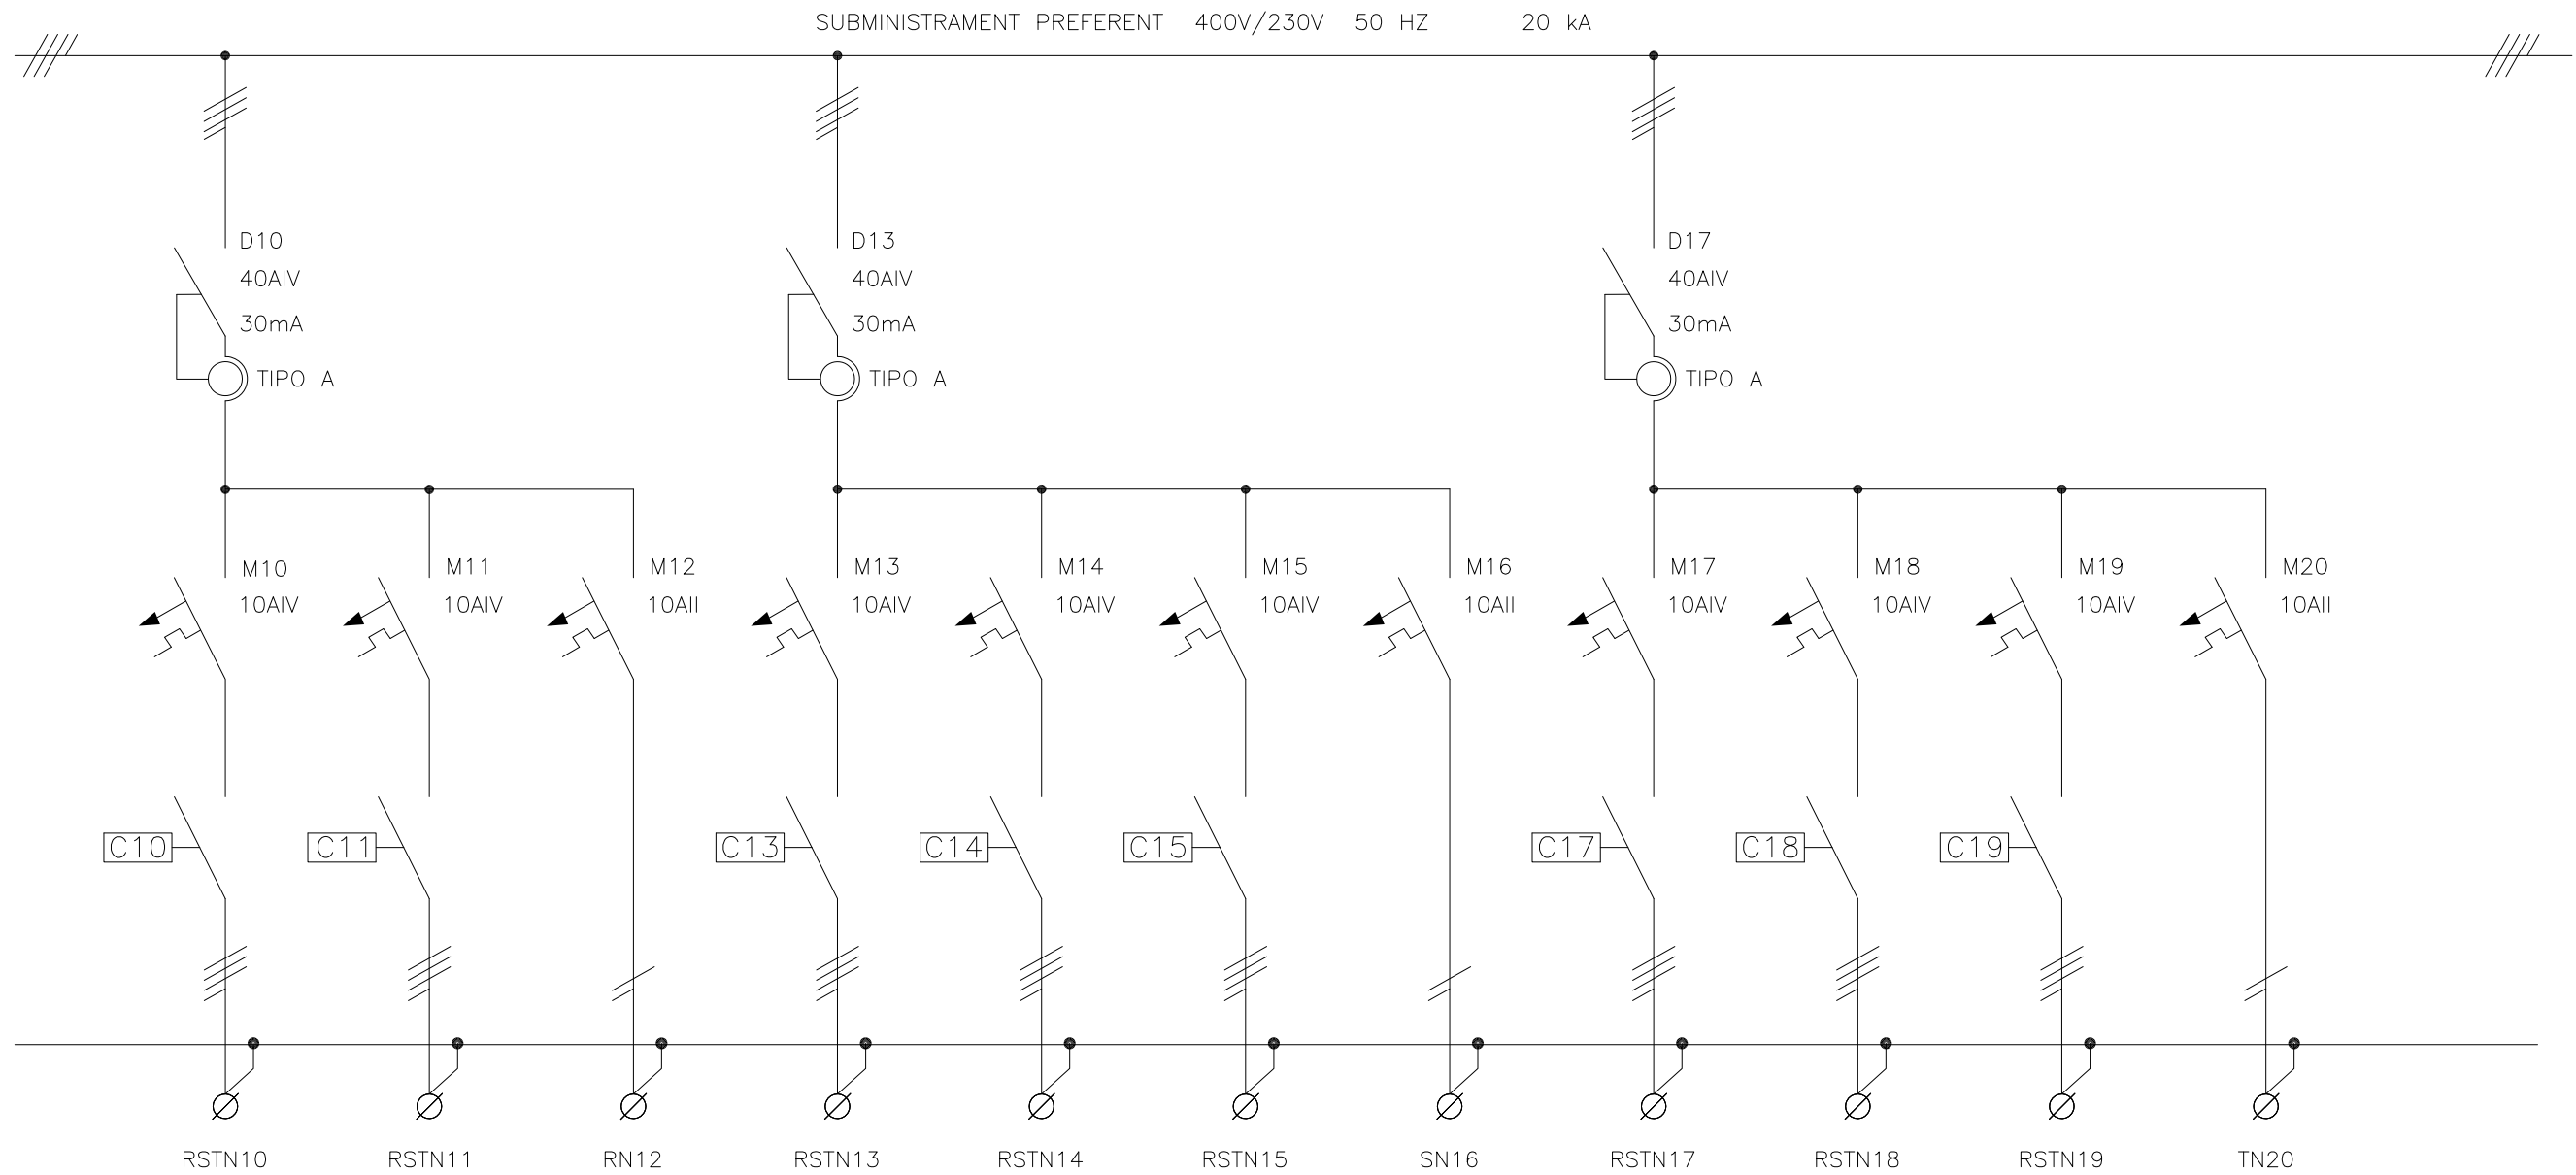 SUBMINISTRAMENT PREFERENT 400V/230V 50 HZ 20 kA
D10
40AIV
30mA
TIPO A
D13
40AIV
30mA
TIPO A
D17
40AIV
30mA
TIPO A
M10
10AIV
M11
10AIV
M12
10AII
M13
10AIV
M14
10AIV
M15
10AIV
M16
10AII
M17
10AIV
M18
10AIV
M19
10AIV
M20
10AII
C10
C11
C13
C14
C15
C17
C18
C19
RSTN10
RSTN11
RN12
RSTN13
RSTN14
RSTN15
SN16
RSTN17
RSTN18
RSTN19
TN20